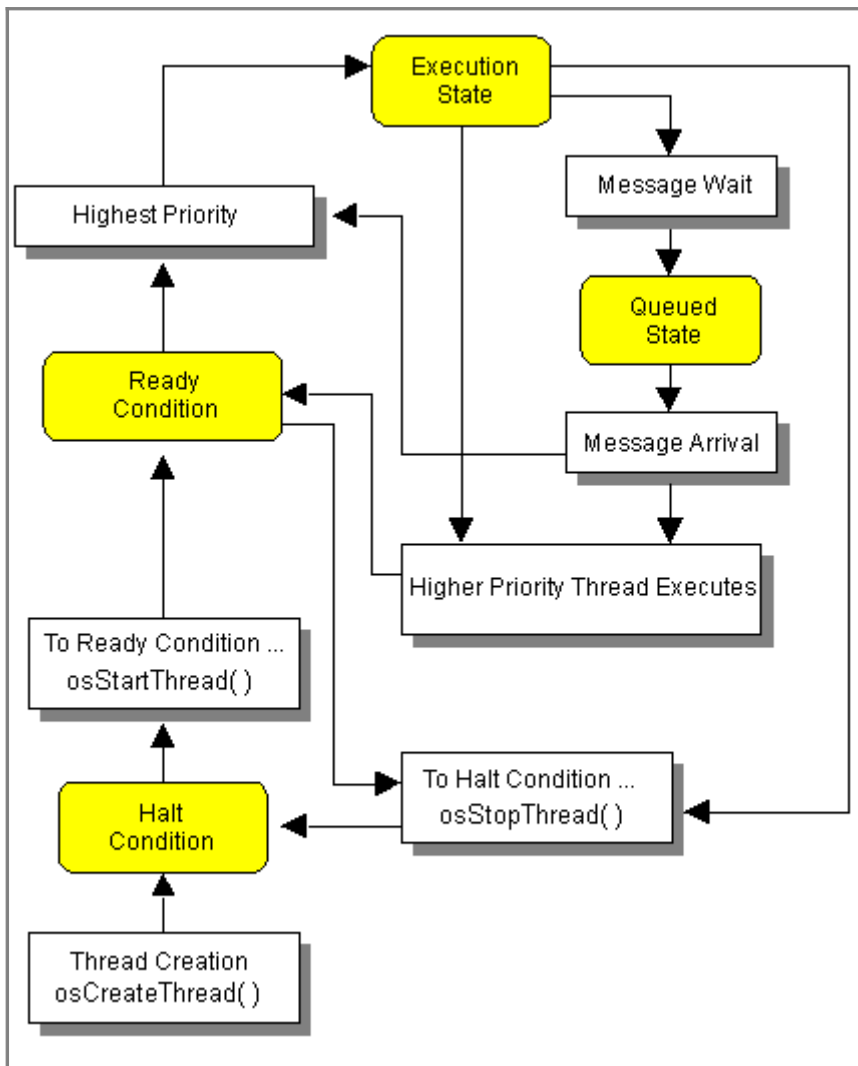 Execution
State
Message Wait
Highest Priority
Queued
State
Ready
Condition
Message Arrival
Higher Priority Thread Executes
To Ready Condition ...
osStartThread( )
To Halt Condition ...
osStopThread( )
Halt
Condition
Thread Creation
osCreateThread( )